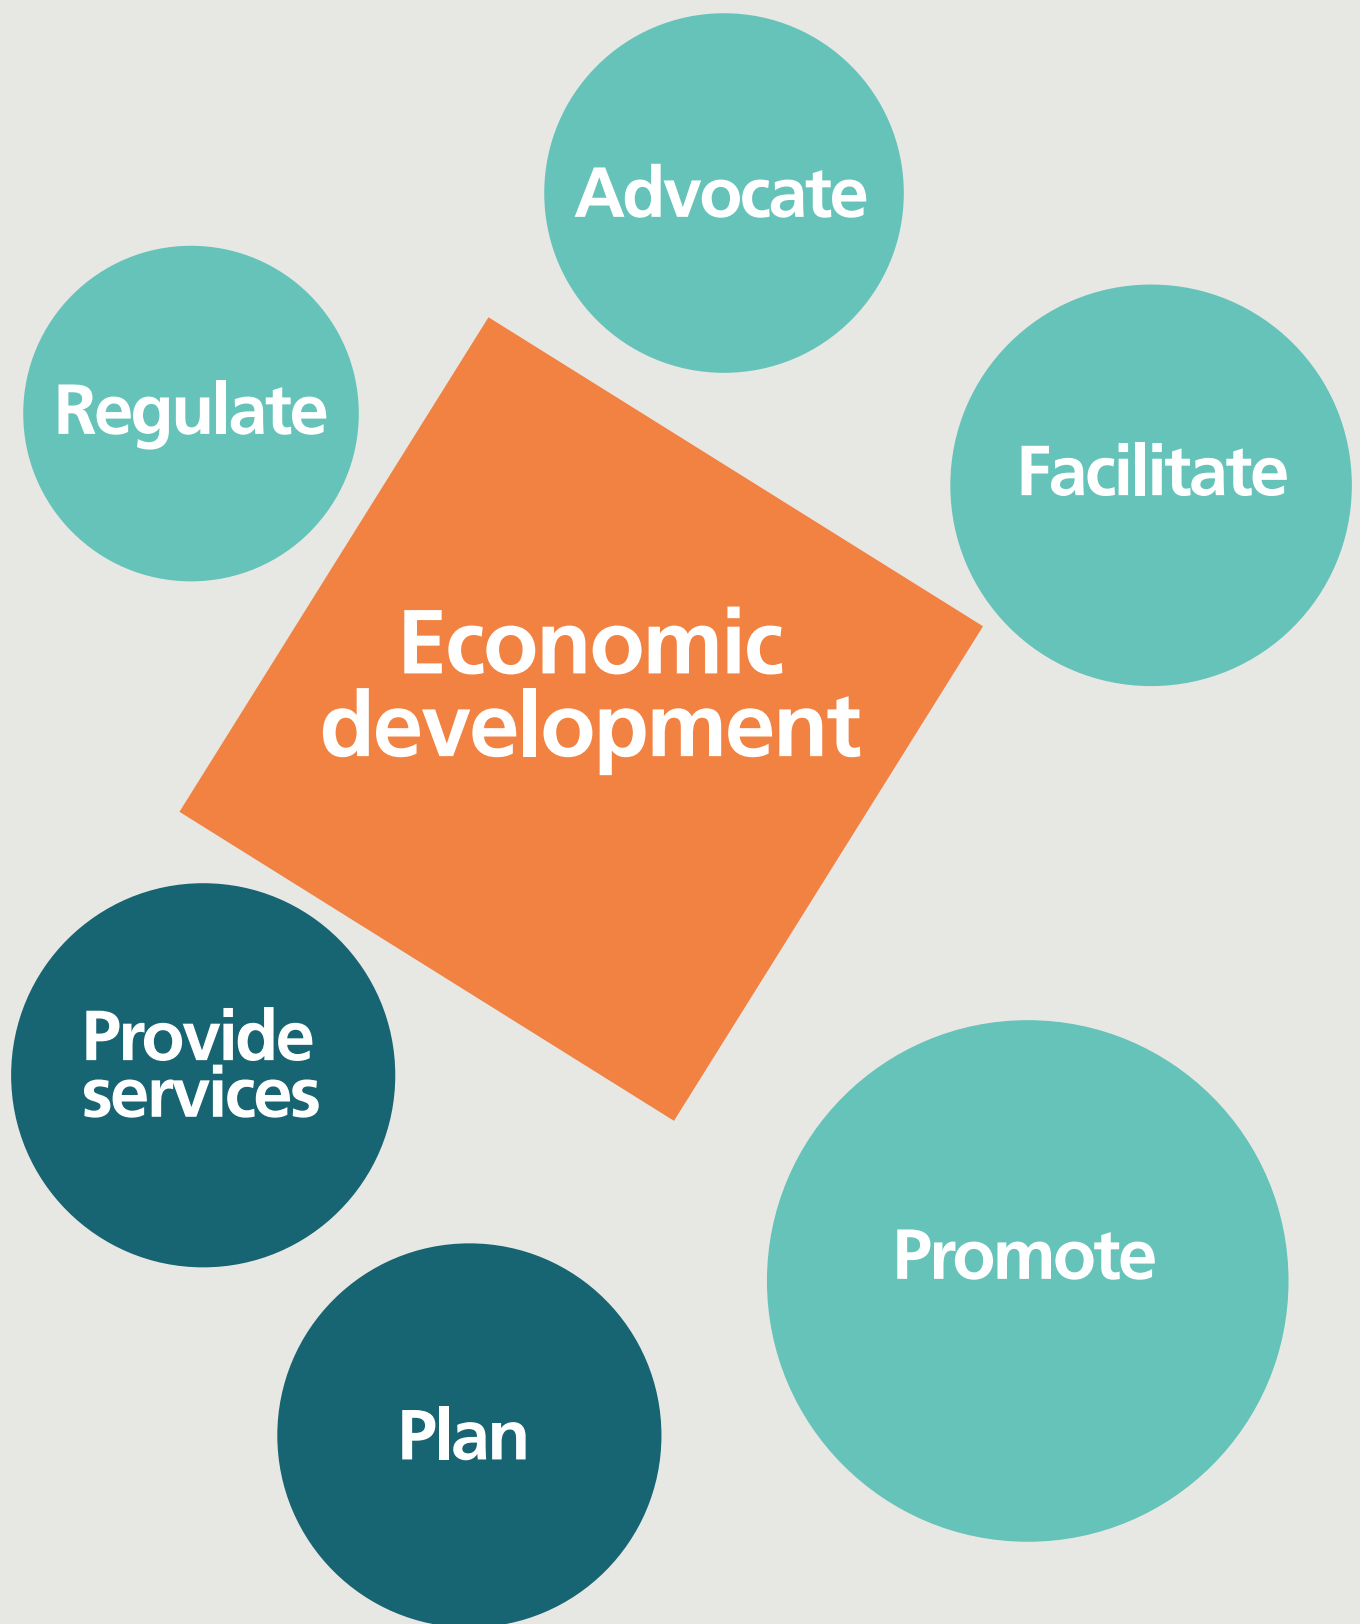 Advocate
Regulate
Facilitate
Economic
development
Provide
services
Promote
Plan